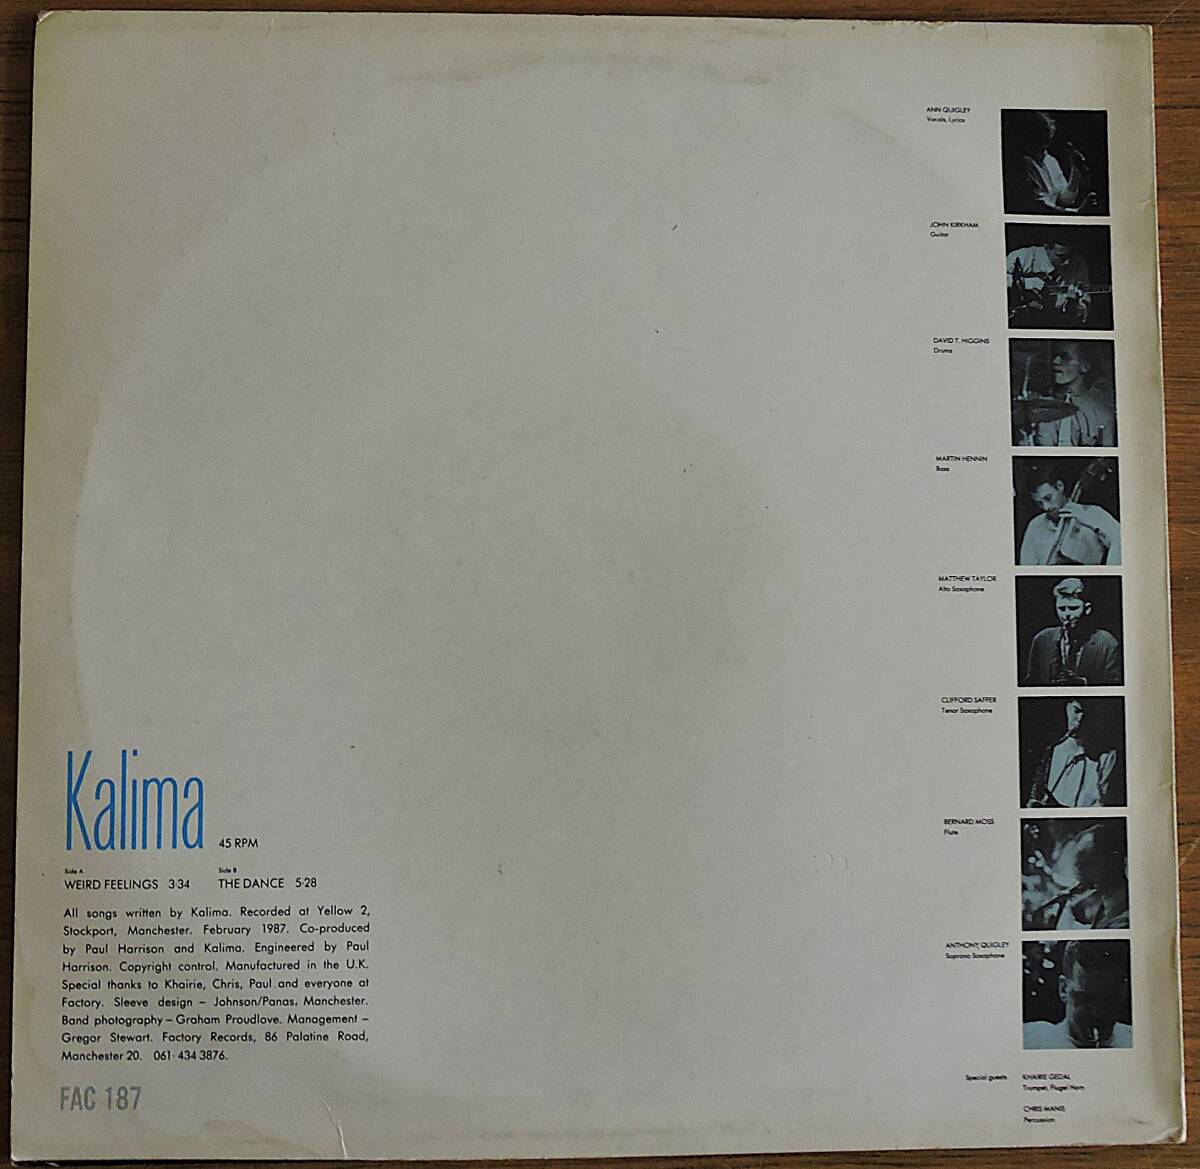 ANN QUIGLEY
Vocals, Lyrics
JOHN KIRKHAM
Guitar
DAVID T. HIGGINS
Drums
MARTIN HENNIN
Bass
MATTHEW TAYLOR
Alto Saxophone
CLIFFORD SAFFER
Tenor Saxophone
BERNARD MOSS
Flute
ANTHONY QUIGLEY
Soprano Saxophone
Special guests KHAIRIE GEDAL
Trumpet, Flugel Horn
CHRIS MANIS
Percussion
Kalima 45 RPM
Side A Side B
WEIRD FEELINGS 3·34 THE DANCE 5·28
All songs written by Kalima. Recorded at Yellow 2,
Stockport, Manchester. February 1987. Co-produced
by Paul Harrison and Kalima. Engineered by Paul
Harrison. Copyright control. Manufactured in the U.K.
Special thanks to Khairie, Chris, Paul and everyone at
Factory. Sleeve design – Johnson/Panas, Manchester.
Band photography – Graham Proudlove. Management –
Gregor Stewart. Factory Records, 86 Palatine Road,
Manchester 20. 061· 434 3876.
FAC 187